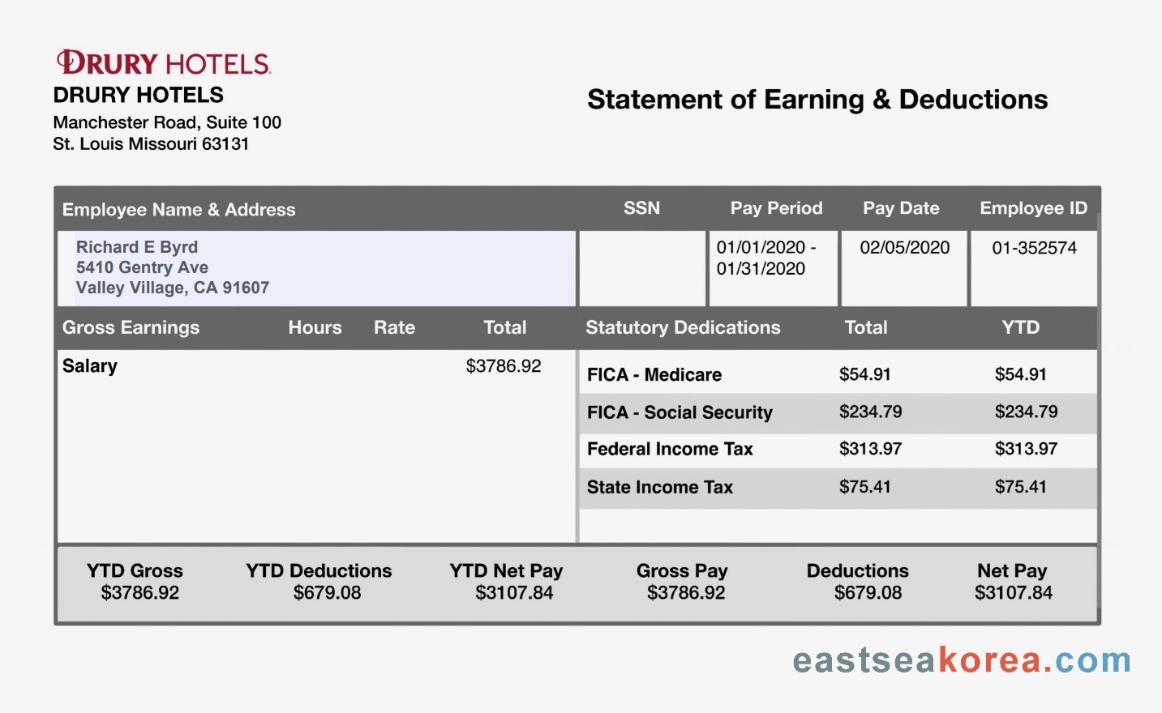 DRURY HOTELS
DRURY HOTELS
Manchester Road, Suite 100
St. Louis Missouri 63131
Statement of Earning & Deductions
Employee Name & Address SSN Pay Period Pay Date Employee ID
Richard E Byrd
5410 Gentry Ave
Valley Village, CA 91607
01/01/2020 -
01/31/2020
02/05/2020
01-352574
Gross Earnings Hours Rate Total
Salary $3786.92
Statutory Dedications Total YTD
FICA - Medicare $54.91 $54.91
FICA - Social Security $234.79 $234.79
Federal Income Tax $313.97 $313.97
State Income Tax $75.41 $75.41
YTD Gross YTD Deductions YTD Net Pay Gross Pay Deductions Net Pay
$3786.92 $679.08 $3107.84 $3786.92 $679.08 $3107.84
eastseakorea.com